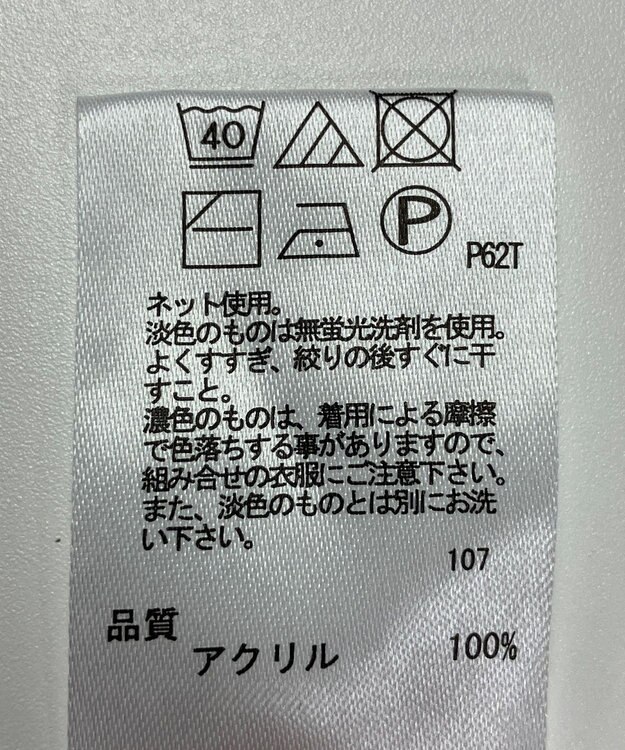 40
P
P62T
ネット使用。
淡色のものは無蛍光洗剤を使用。
よくすすぎ、絞りの後すぐに干
すこと。
濃色のものは、着用による摩擦
で色落ちする事がありますので、
組み合せの衣服にご注意下さい。
また、淡色のものとは別にお洗
い下さい。
107
品質
アクリル 100%